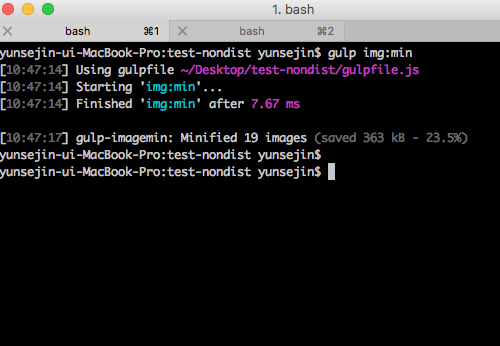 1. bash
bash ⌘1 bash ⌘2
yunsejin-ui-MacBook-Pro:test-nondist yunsejin$ gulp img:min
[10:47:14] Using gulpfile ~/Desktop/test-nondist/gulpfile.js
[10:47:14] Starting 'img:min'...
[10:47:14] Finished 'img:min' after 7.67 ms
[10:47:17] gulp-imagemin: Minified 19 images (saved 363 kB - 23.5%)
yunsejin-ui-MacBook-Pro:test-nondist yunsejin$
yunsejin-ui-MacBook-Pro:test-nondist yunsejin$